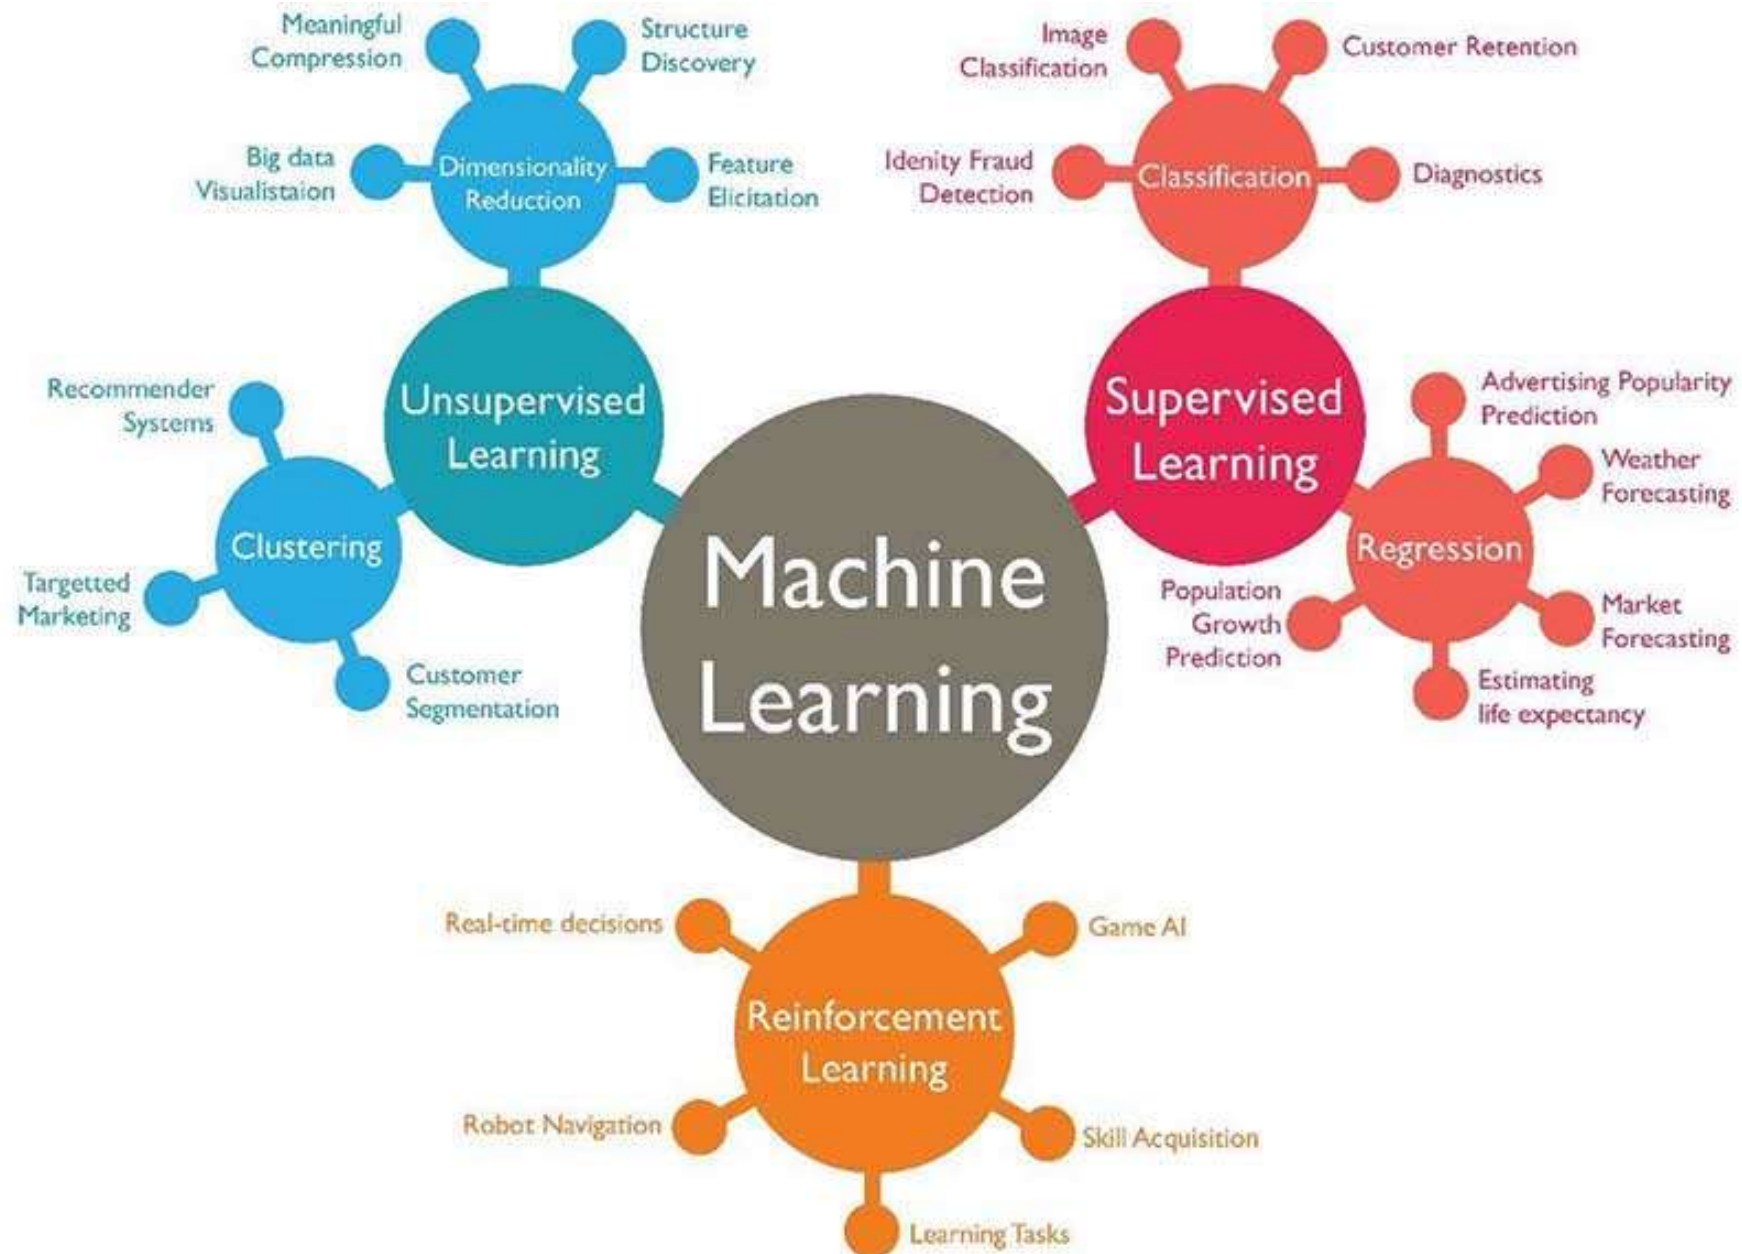 Meaningful
Compression
Structure
Discovery
Big data
Visualistaion
Dimensionality
Reduction
Feature
Elicitation
Image
Classification
Customer Retention
Idenity Fraud
Detection
Classification
Diagnostics
Unsupervised
Learning
Supervised
Learning
Recommender
Systems
Clustering
Targetted
Marketing
Customer
Segmentation
Advertising Popularity
Prediction
Weather
Forecasting
Regression
Population
Growth
Prediction
Market
Forecasting
Estimating
life expectancy
Machine
Learning
Real-time decisions
Game AI
Reinforcement
Learning
Robot Navigation
Skill Acquisition
Learning Tasks